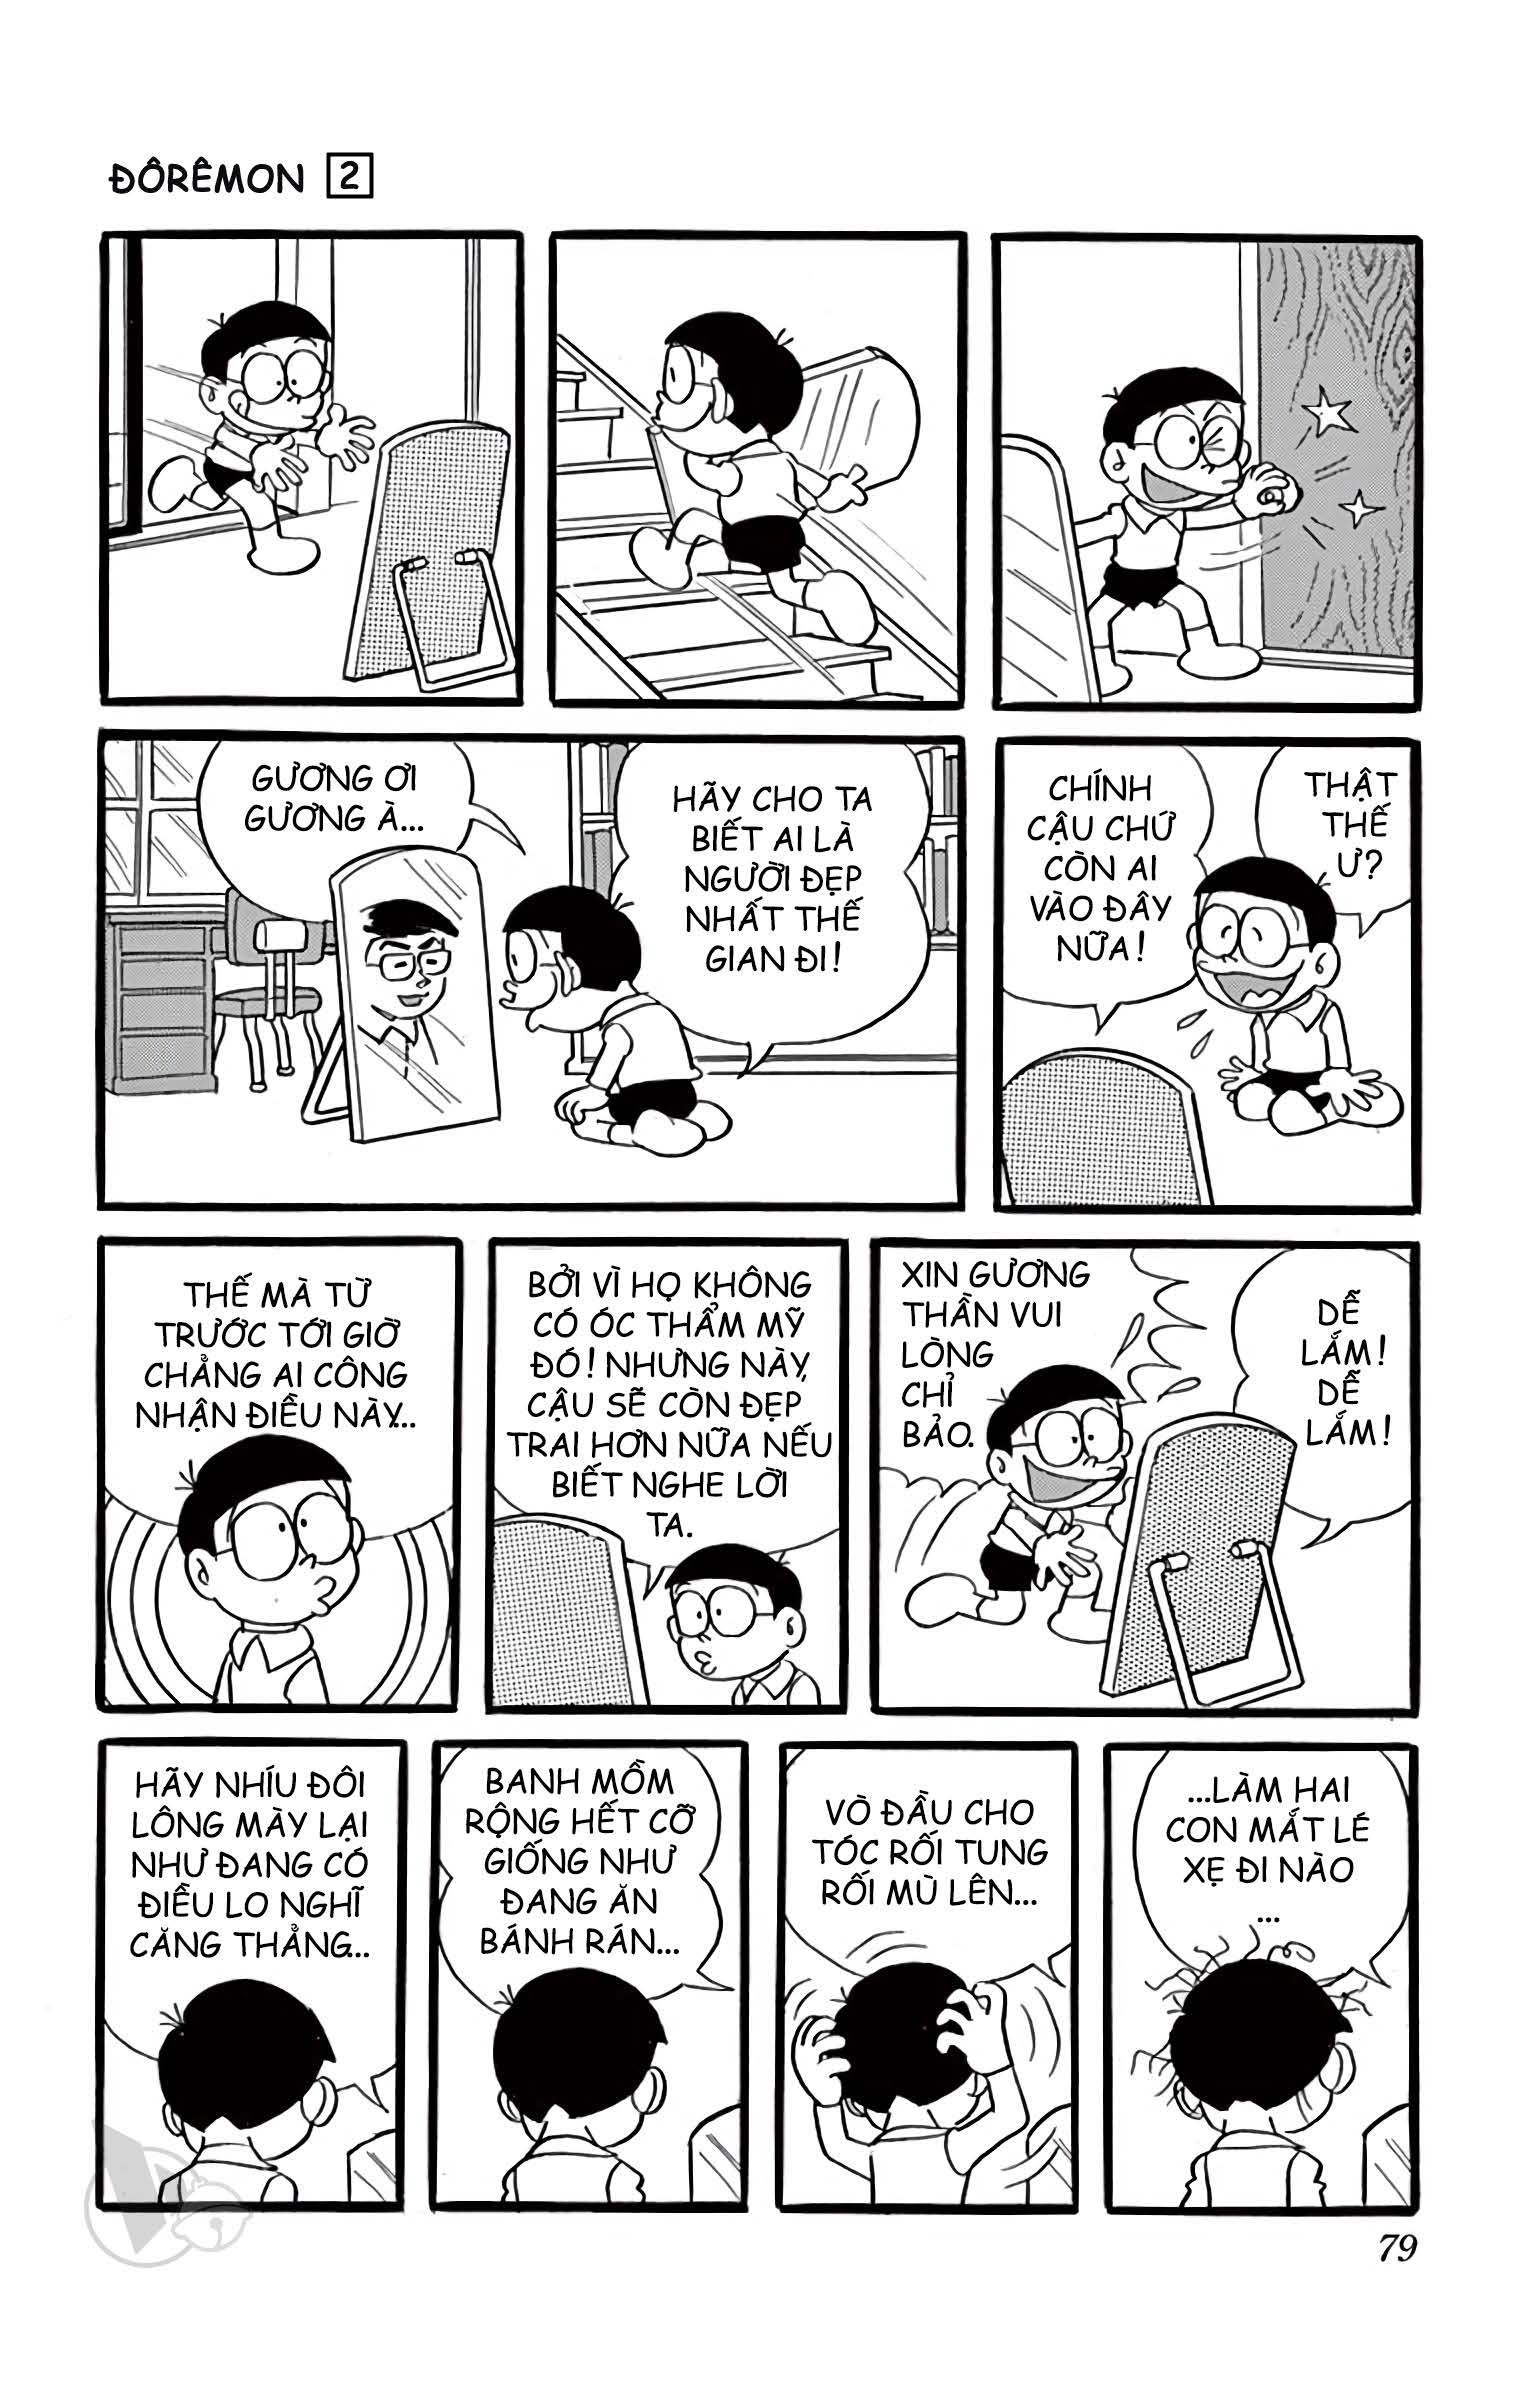 ĐÔRÊMON 2
GƯƠNG ƠI
GƯƠNG À...
HÃY CHO TA
BIẾT AI LÀ
NGƯỜI ĐẸP
NHẤT THẾ
GIAN ĐI!
CHÍNH
CẬU CHỨ
CÒN AI
VÀO ĐÂY
NỮA!
THẬT
THẾ
Ư?
THẾ MÀ TỪ
TRƯỚC TỚI GIỜ
CHẲNG AI CÔNG
NHẬN ĐIỀU NÀY...
BỞI VÌ HỌ KHÔNG
CÓ ÓC THẨM MỸ
ĐÓ! NHƯNG NÀY,
CẬU SẼ CÒN ĐẸP
TRAI HƠN NỮA NẾU
BIẾT NGHE LỜI
TA.
XIN GƯƠNG
THẦN VUI
LÒNG
CHỈ
BẢO.
DỄ
LẮM!
DỄ
LẮM!
HÃY NHÍU ĐÔI
LÔNG MÀY LẠI
NHƯ ĐANG CÓ
ĐIỀU LO NGHĨ
CĂNG THẲNG...
BANH MỒM
RỘNG HẾT CỠ
GIỐNG NHƯ
ĐANG ĂN
BÁNH RÁN...
VÒ ĐẦU CHO
TÓC RỐI TUNG
RỐI MÙ LÊN...
...LÀM HAI
CON MẮT LÉ
XẸ ĐI NÀO
...
79